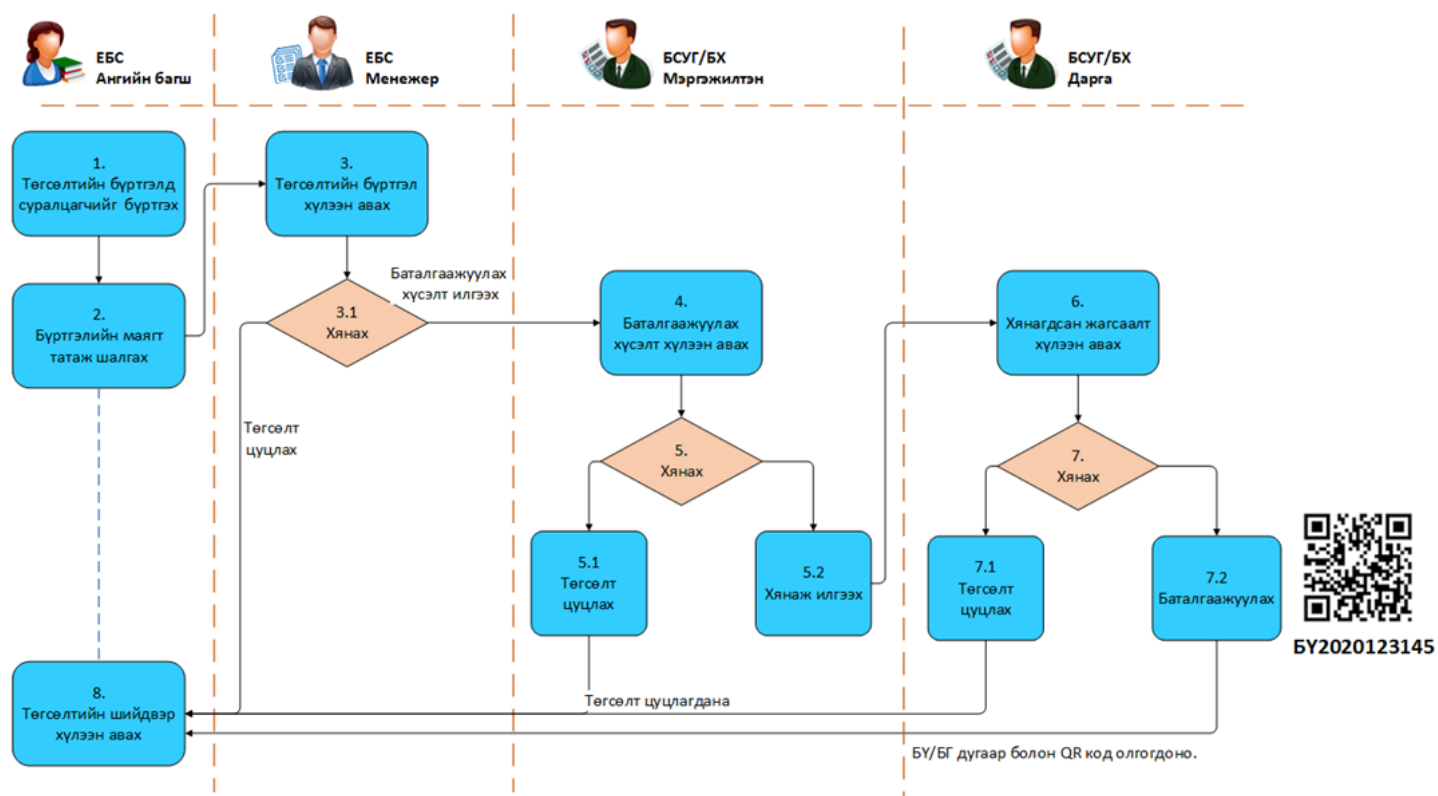 ЕБС
Ангийн багш
ЕБС
Менежер
БСУГ/БХ
Мэргэжилтэн
БСУГ/БХ
Дарга
1.
Төгсөлтийн бүртгэлд
суралцагчийг бүртгэх
2.
Бүртгэлийн маягт
татаж шалгах
3.
Төгсөлтийн бүртгэл
хүлээн авах
3.1
Хянах
Баталгаажуулах
хүсэлт илгээх
Төгсөлт
цуцлах
4.
Баталгаажуулах
хүсэлт хүлээн авах
5.
Хянах
5.1
Төгсөлт
цуцлах
5.2
Хянаж илгээх
6.
Хянагдсан жагсаалт
хүлээн авах
7.
Хянах
7.1
Төгсөлт
цуцлах
7.2
Баталгаажуулах
БҮ2020123145
8.
Төгсөлтийн шийдвэр
хүлээн авах
Төгсөлт цуцлагдана
БҮ/БГ дугаар болон QR код олгогдоно.